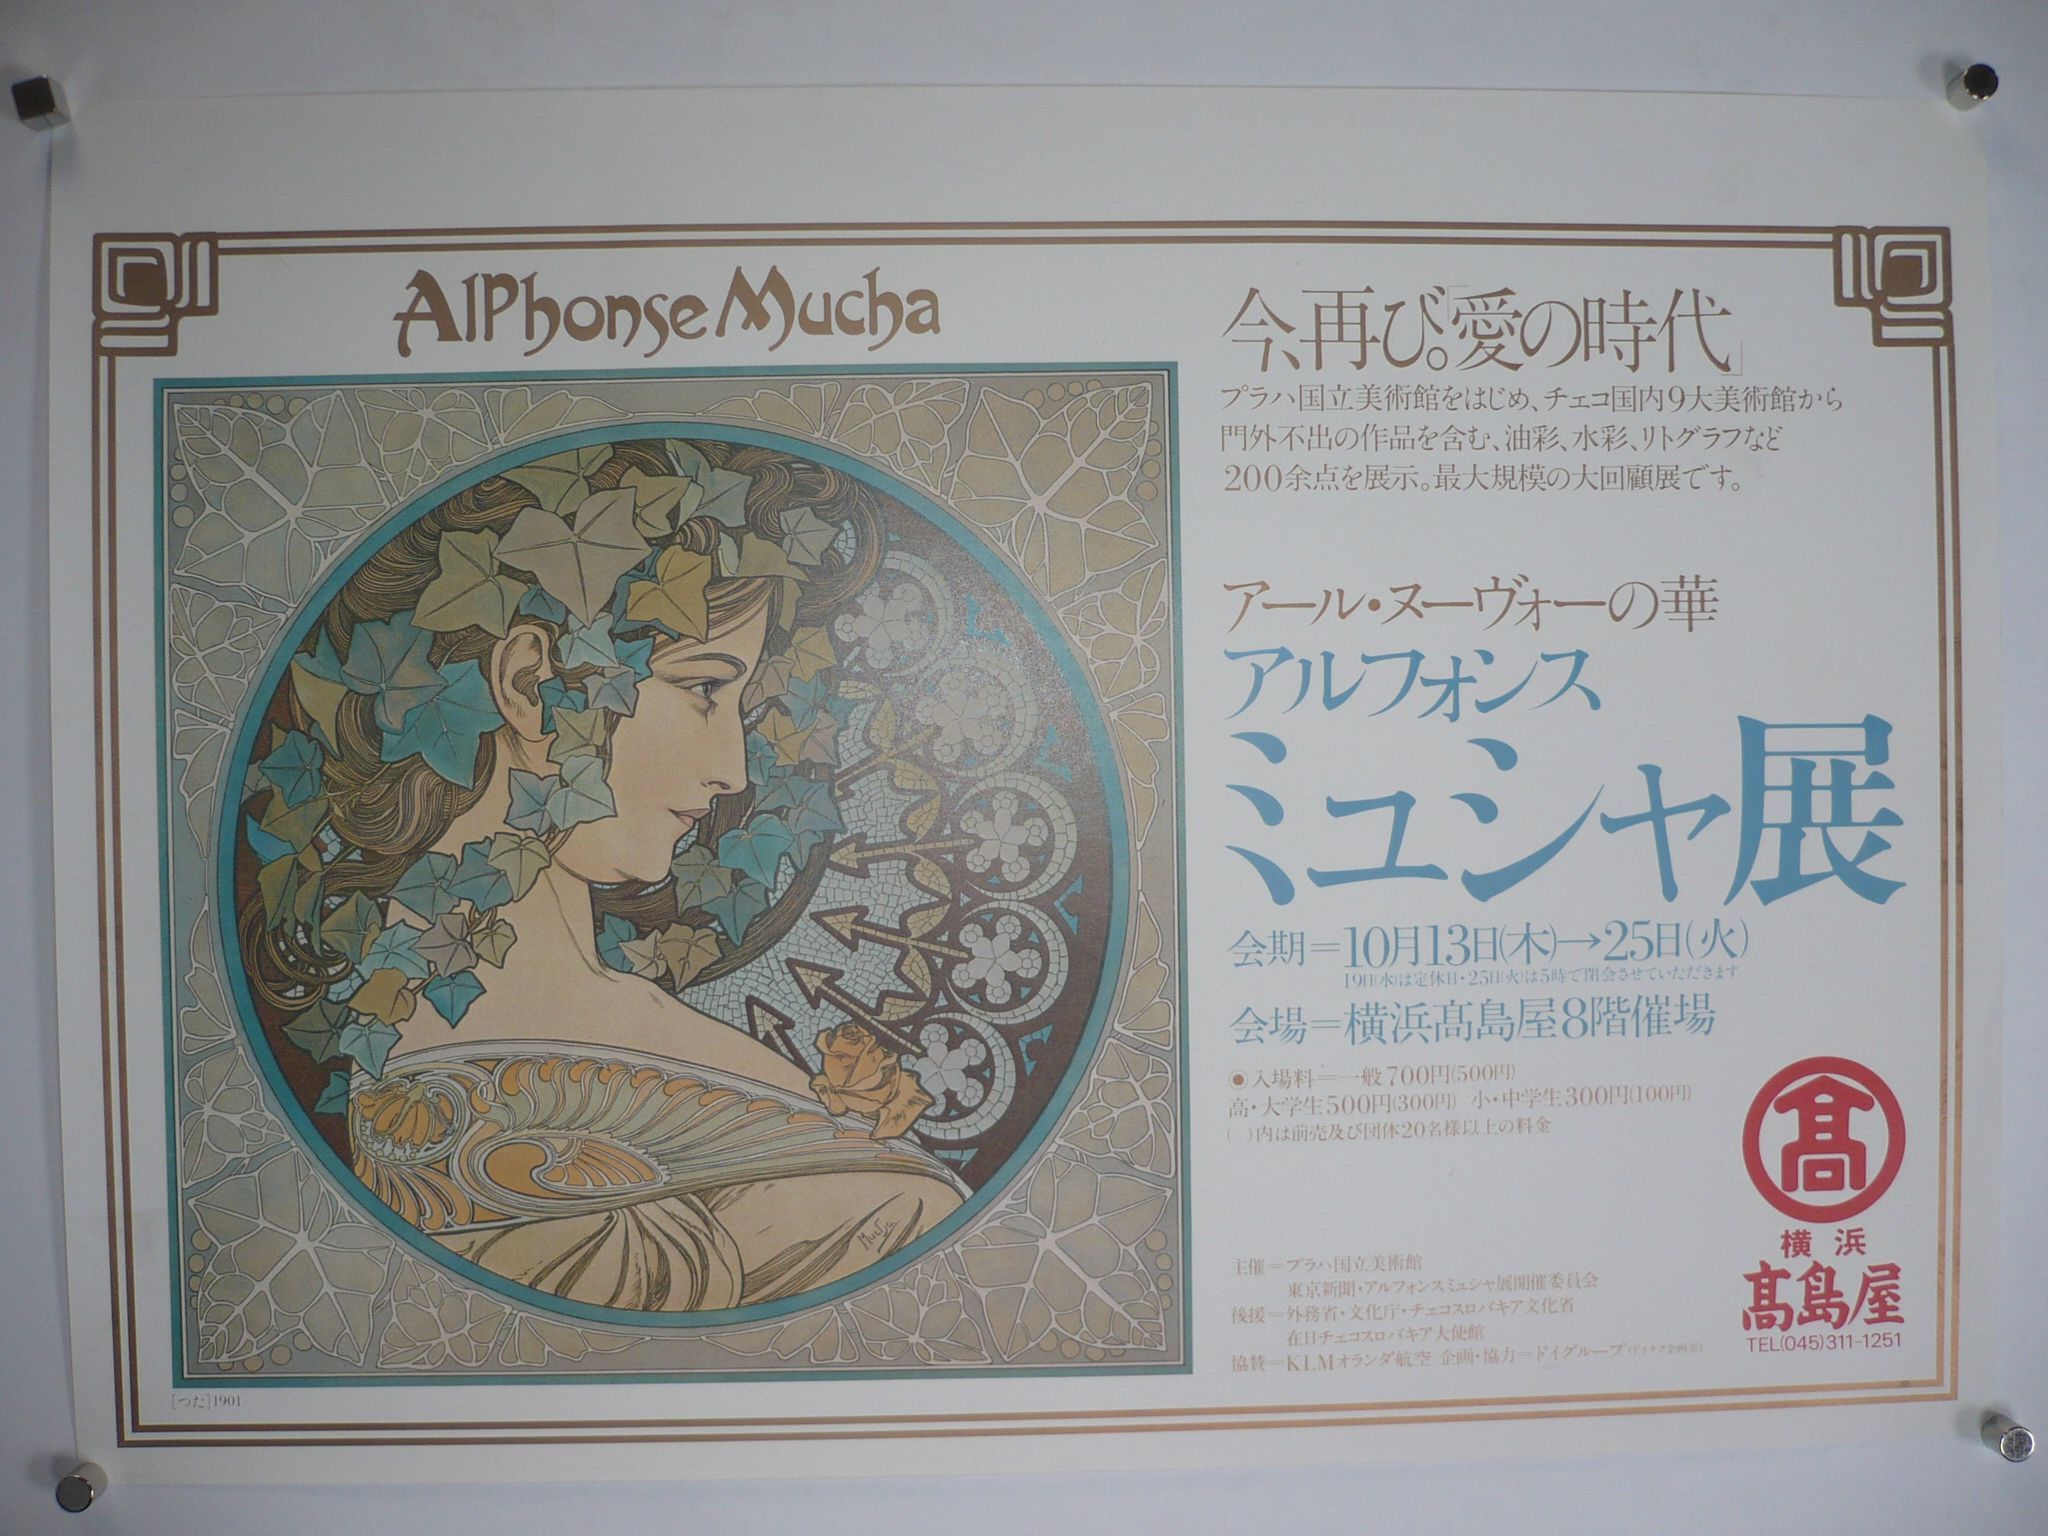 Alphonse Mucha
今、再び。「愛の時代」
プラハ国立美術館をはじめ、チェコ国内9大美術館から
門外不出の作品を含む、油彩、水彩、リトグラフなど
200余点を展示。最大規模の大回顧展です。
アール・ヌーヴォーの華
アルフォンス
ミュシャ展
会期=10月13日(木)→25日(火)
19日(水)は定休日・25日(火)は5時で閉会させていただきます
会場=横浜髙島屋8階催場
◉入場料=一般700円(500円)
高・大学生500円(300円) 小・中学生300円(100円)
( )内は前売及び団体20名様以上の料金
主催=プラハ国立美術館
東京新聞・アルフォンスミュシャ展開催委員会
後援=外務省・文化庁・チェコスロバキア文化省
在日チェコスロバキア大使館
協賛=KLMオランダ航空 企画・協力=ドイグループ
髙
横浜
髙島屋
TEL(045)311-1251
Mucha
[つた]1901